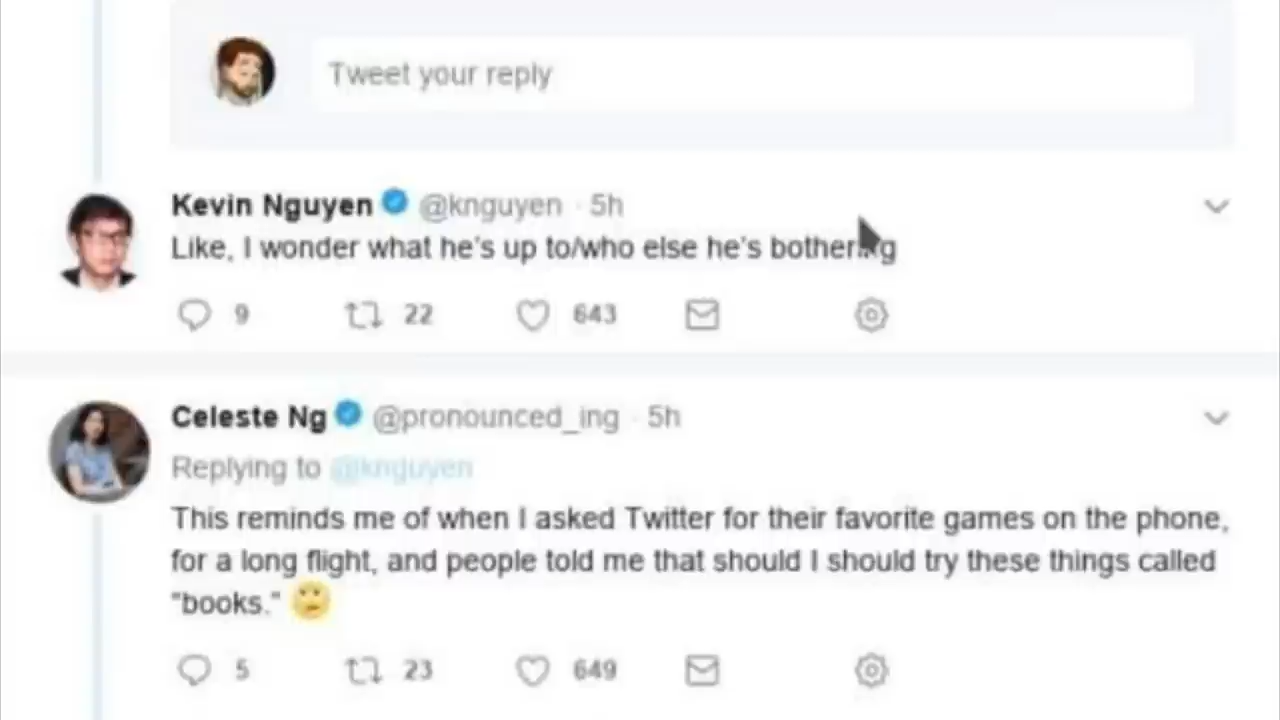 Tweet your reply
Kevin Nguyen @knguyen · 5h
Like, I wonder what he's up to/who else he's bothering
9 22 643
Celeste Ng @pronounced_ing · 5h
Replying to @knguyen
This reminds me of when I asked Twitter for their favorite games on the phone,
for a long flight, and people told me that should I should try these things called
"books."
5 23 649